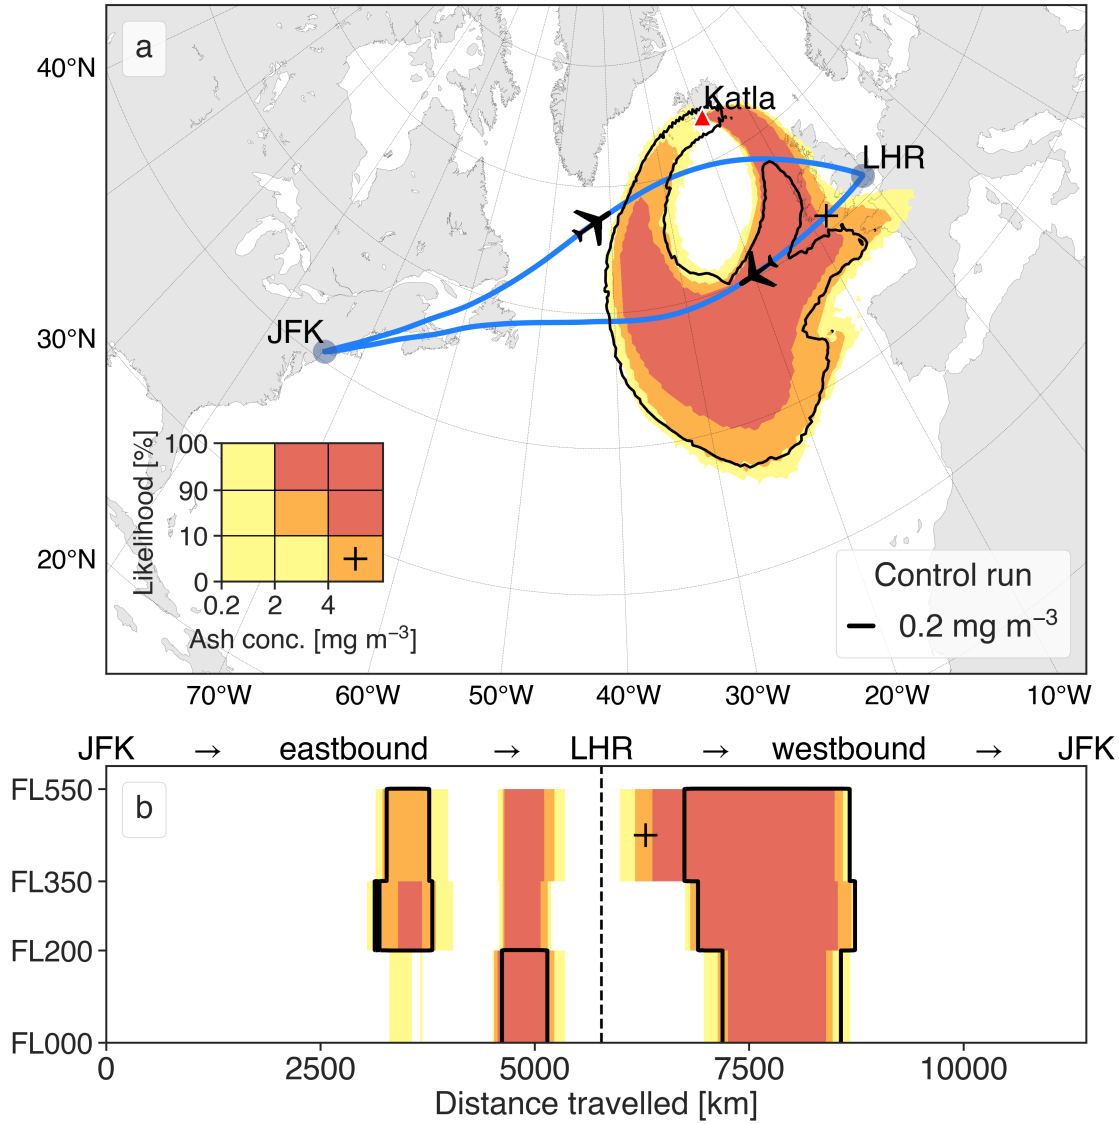 a
40°N
Katla
LHR
30°N
JFK
20°N
Likelihood [%]
100
90
10
0
0.2 2 4
Ash conc. [mg m⁻³]
Control run
0.2 mg m⁻³
70°W 60°W 50°W 40°W 30°W 20°W 10°W
JFK → eastbound → LHR → westbound → JFK
b
FL550
FL350
FL200
FL000
0 2500 5000 7500 10000
Distance travelled [km]